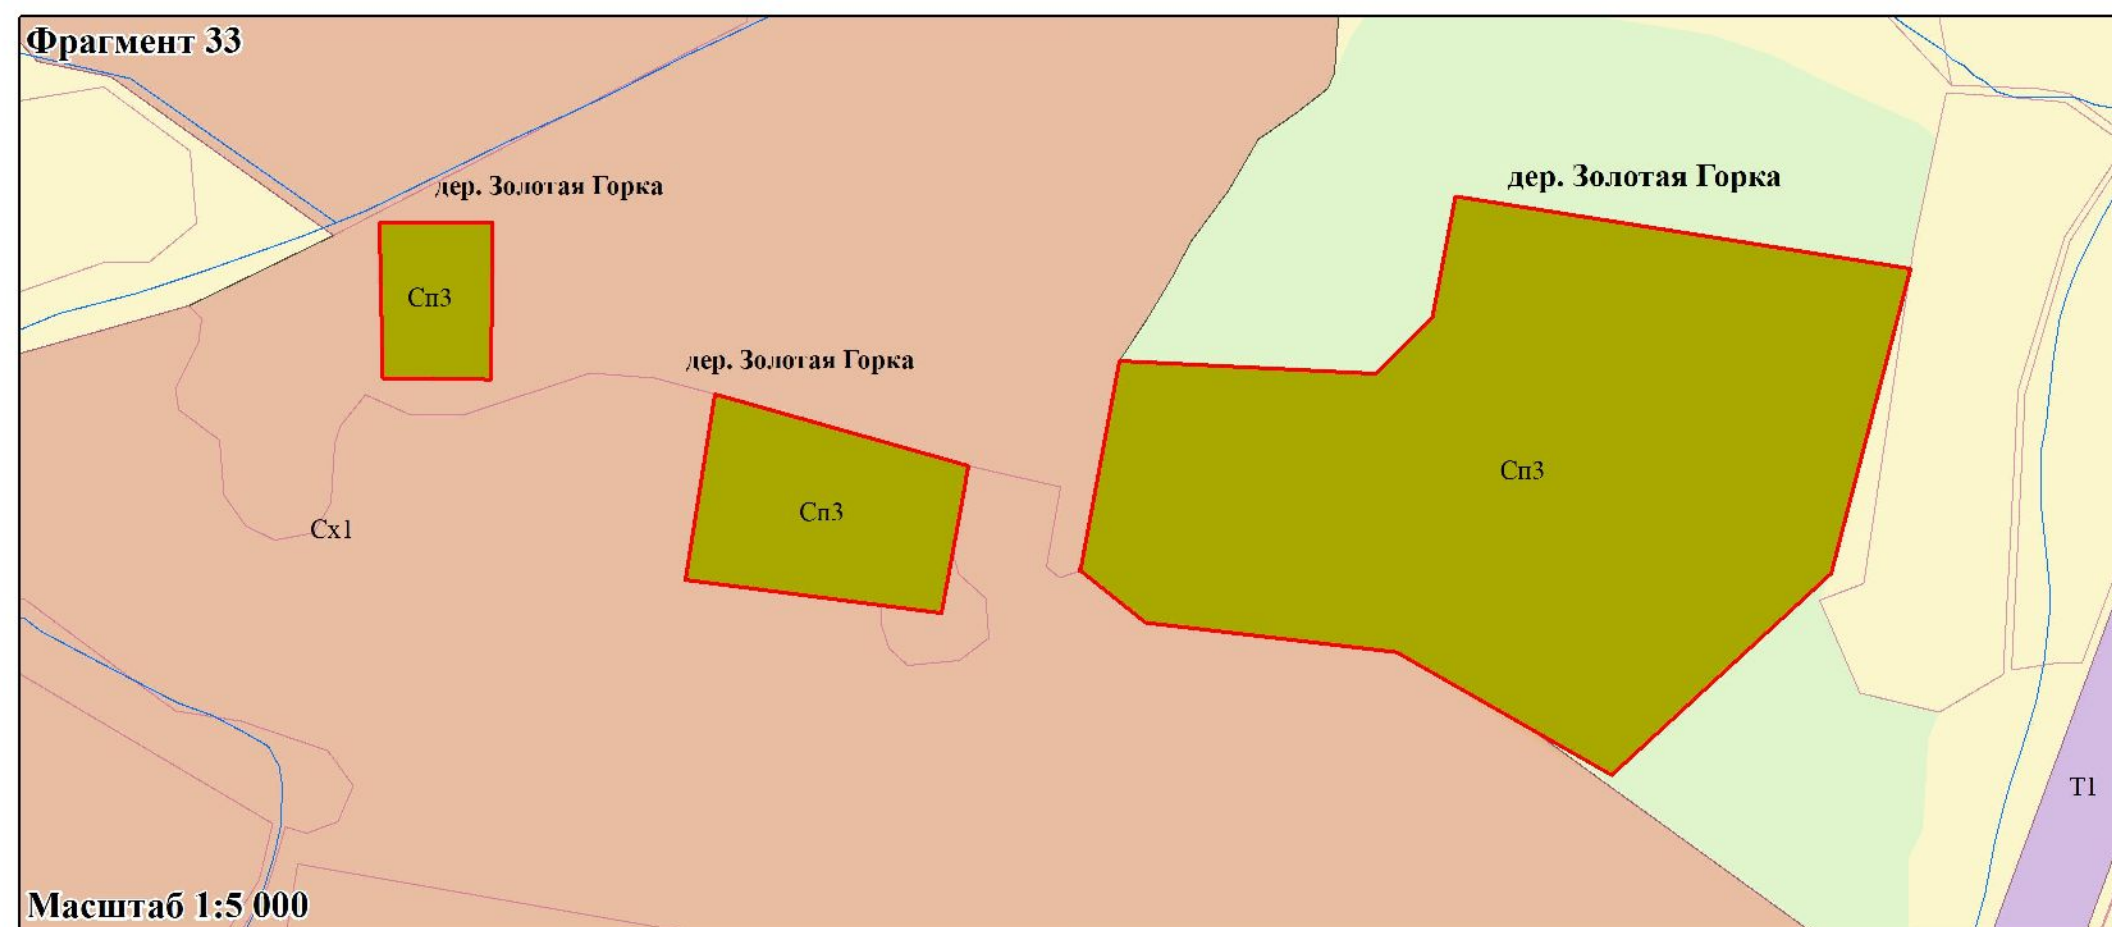 Фрагмент 33
дер. Золотая Горка
дер. Золотая Горка
Сп3
дер. Золотая Горка
Сп3
Сп3
Сх1
Т1
Масштаб 1:5 000